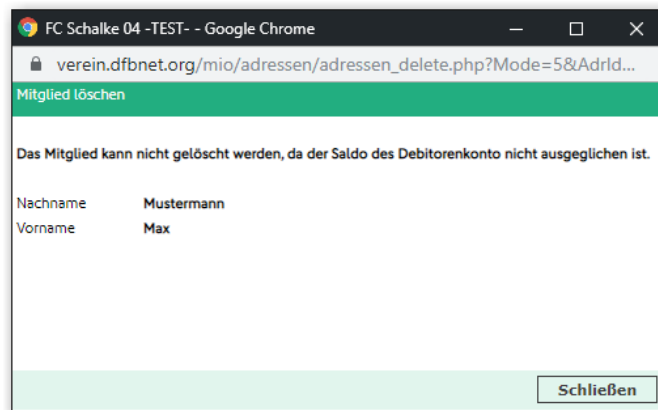 FC Schalke 04 -TEST- - Google Chrome
verein.dfbnet.org/mio/adressen/adressen_delete.php?Mode=5&AdrId...
Mitglied löschen
Das Mitglied kann nicht gelöscht werden, da der Saldo des Debitorenkonto nicht ausgeglichen ist.
Nachname Mustermann
Vorname Max
Schließen